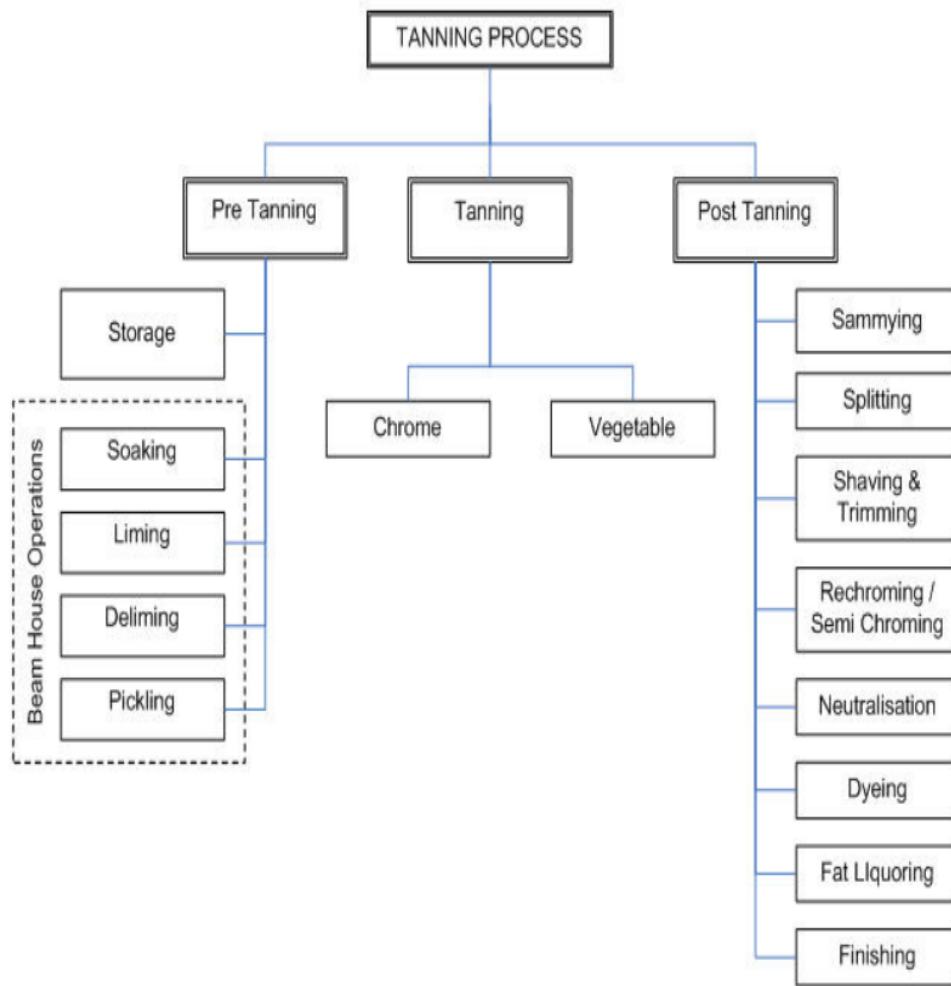 TANNING PROCESS
Pre Tanning
Tanning
Post Tanning
Storage
Beam House Operations
Soaking
Liming
Deliming
Pickling
Chrome
Vegetable
Sammying
Splitting
Shaving &
Trimming
Rechroming /
Semi Chroming
Neutralisation
Dyeing
Fat LIquoring
Finishing